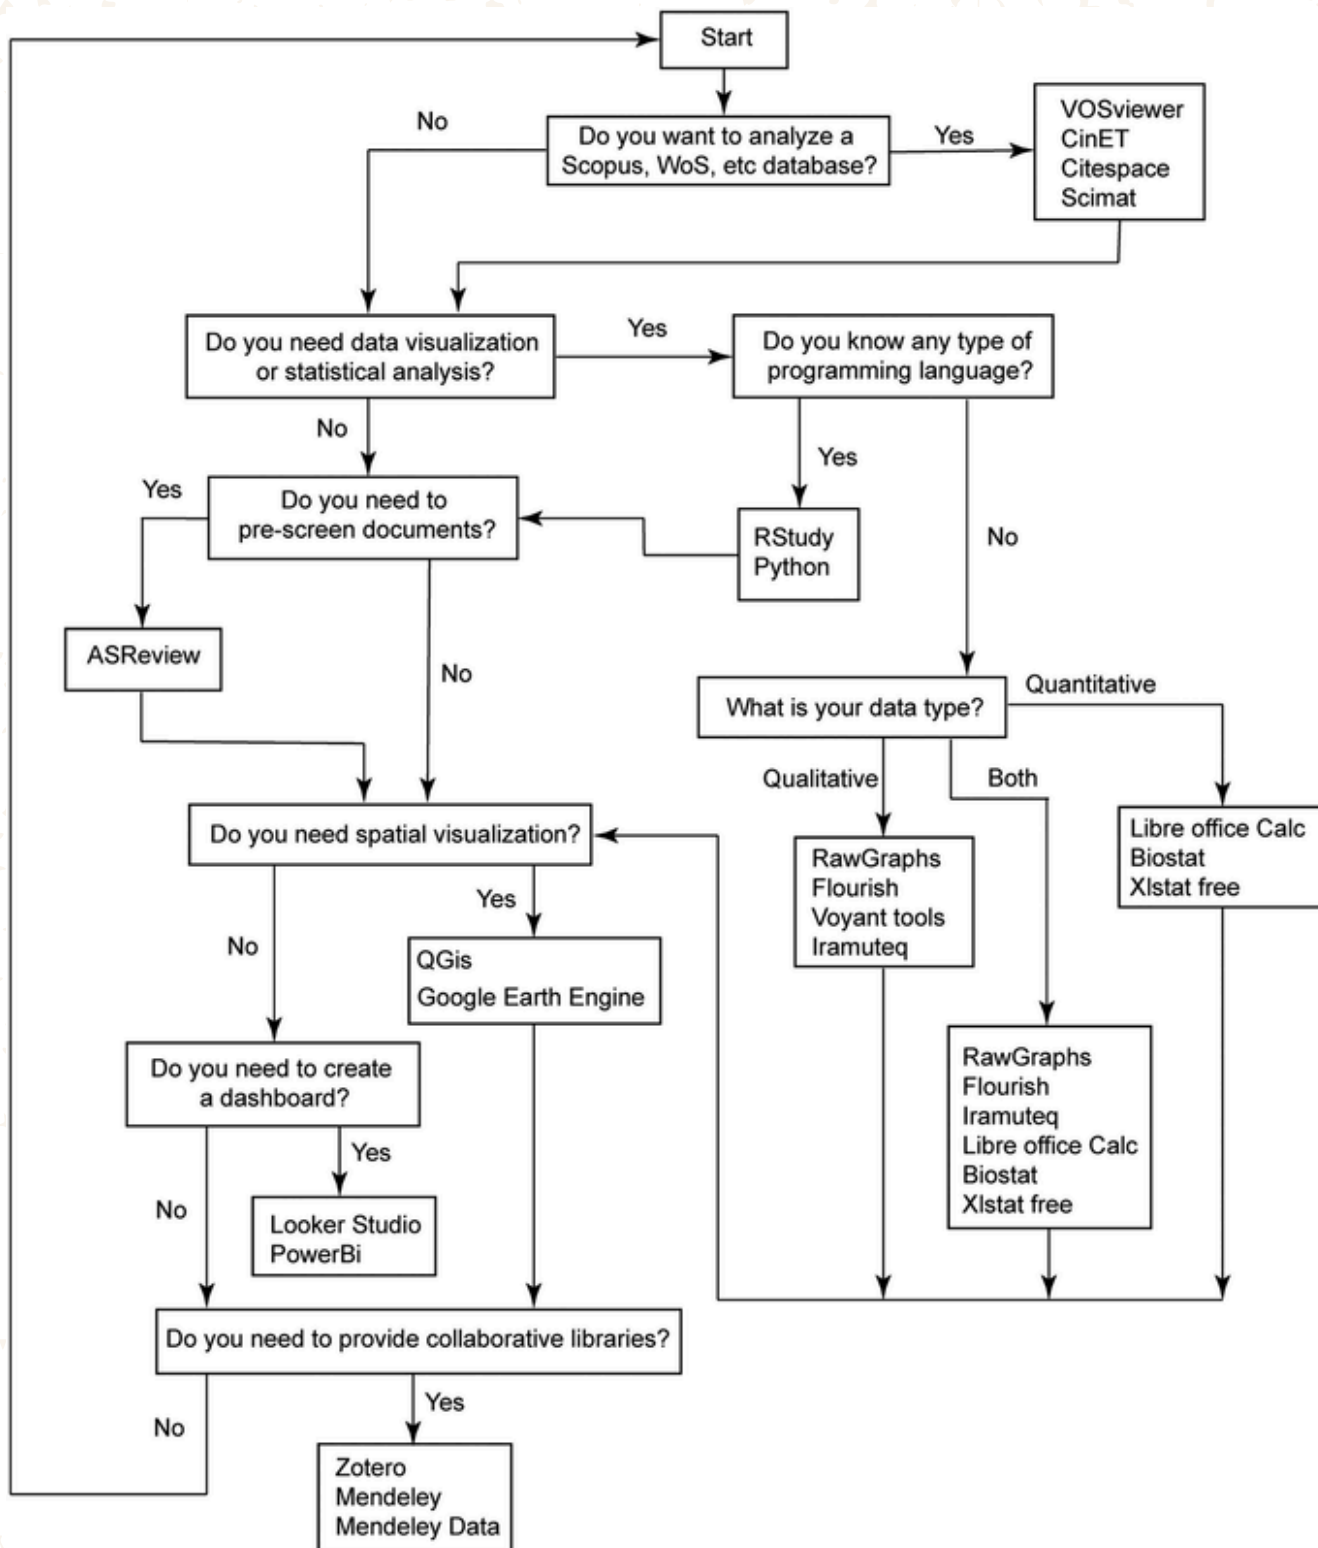 Start
No
Do you want to analyze a
Scopus, WoS, etc database?
Yes
VOSviewer
CinET
Citespace
Scimat
Do you need data visualization
or statistical analysis?
Yes
Do you know any type of
programming language?
No
Yes
Yes
Do you need to
pre-screen documents?
RStudy
Python
No
ASReview
No
What is your data type?
Quantitative
Qualitative
Both
Do you need spatial visualization?
RawGraphs
Flourish
Voyant tools
Iramuteq
Libre office Calc
Biostat
Xlstat free
Yes
No
QGis
Google Earth Engine
Do you need to create
a dashboard?
RawGraphs
Flourish
Iramuteq
Libre office Calc
Biostat
Xlstat free
Yes
No
Looker Studio
PowerBi
Do you need to provide collaborative libraries?
Yes
No
Zotero
Mendeley
Mendeley Data